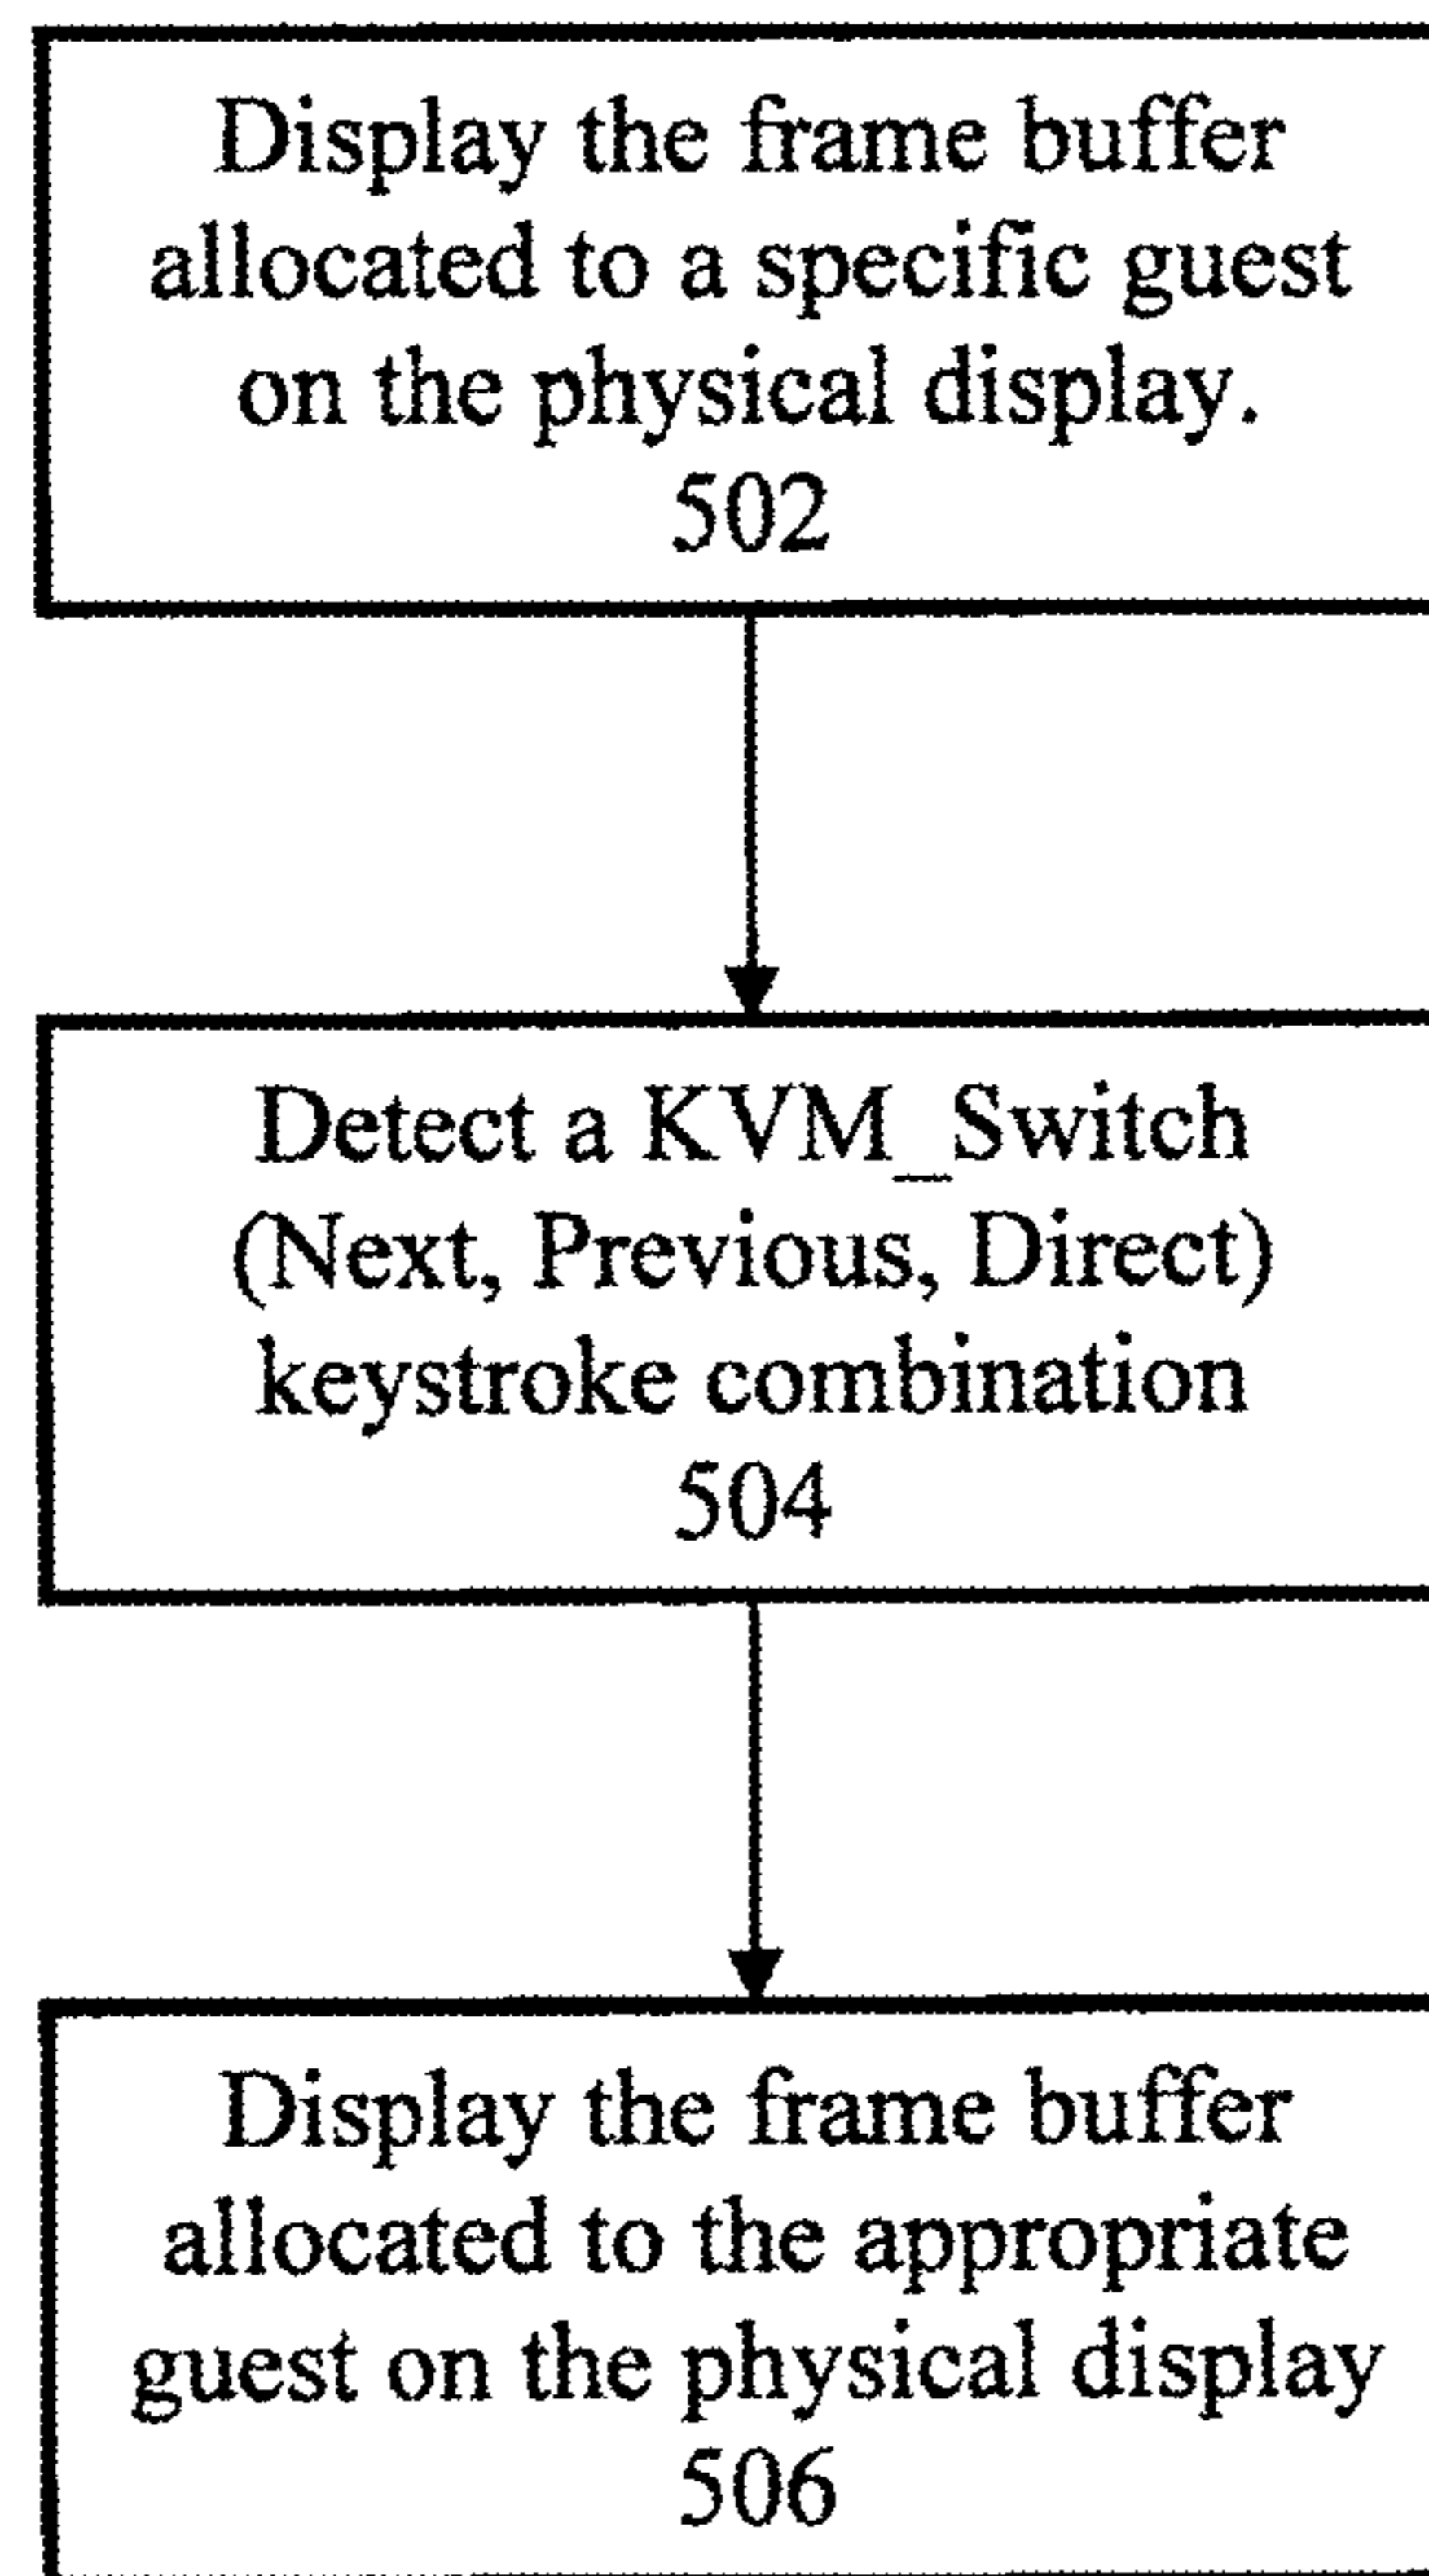 Display the frame buffer
allocated to a specific guest
on the physical display.
502
Detect a KVM_Switch
(Next, Previous, Direct)
keystroke combination
504
Display the frame buffer
allocated to the appropriate
guest on the physical display
506